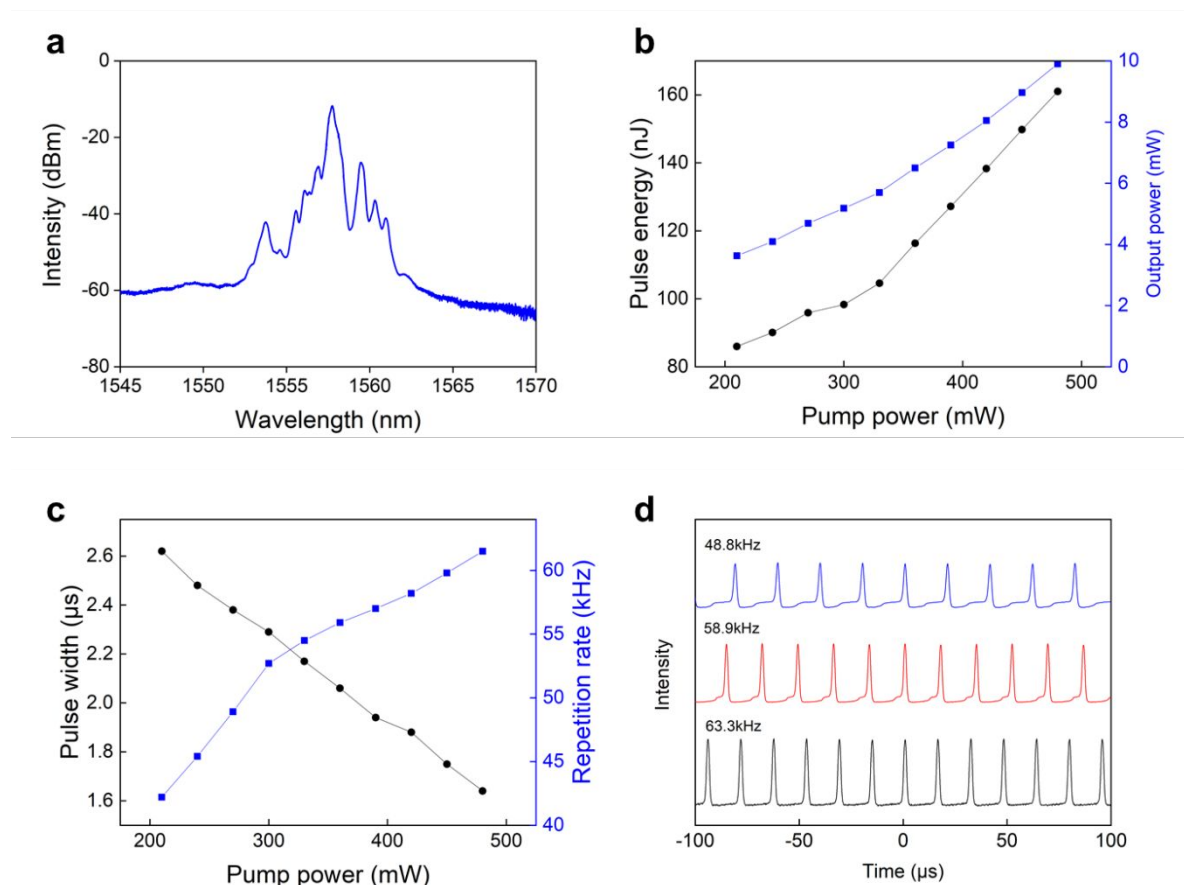 a
0
-20
-40
-60
-80
Intensity (dBm)
1545 1550 1555 1560 1565 1570
Wavelength (nm)
b
160
140
120
100
80
Pulse energy (nJ)
10
8
6
4
2
0
Output power (mW)
200 300 400 500
Pump power (mW)
c
2.6
2.4
2.2
2.0
1.8
1.6
Pulse width (µs)
60
55
50
45
40
Repetition rate (kHz)
200 300 400 500
Pump power (mW)
d
48.8kHz
58.9kHz
63.3kHz
Intensity
-100 -50 0 50 100
Time (µs)